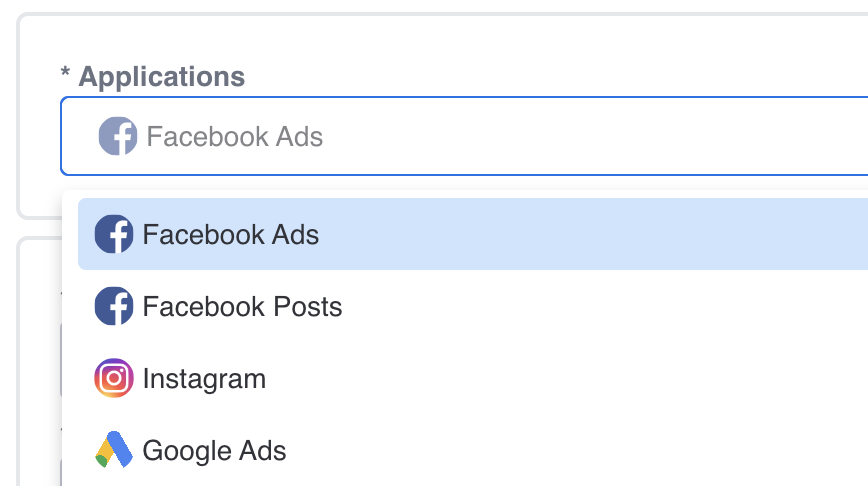 * Applications
Facebook Ads
Facebook Ads
Facebook Posts
Instagram
Google Ads